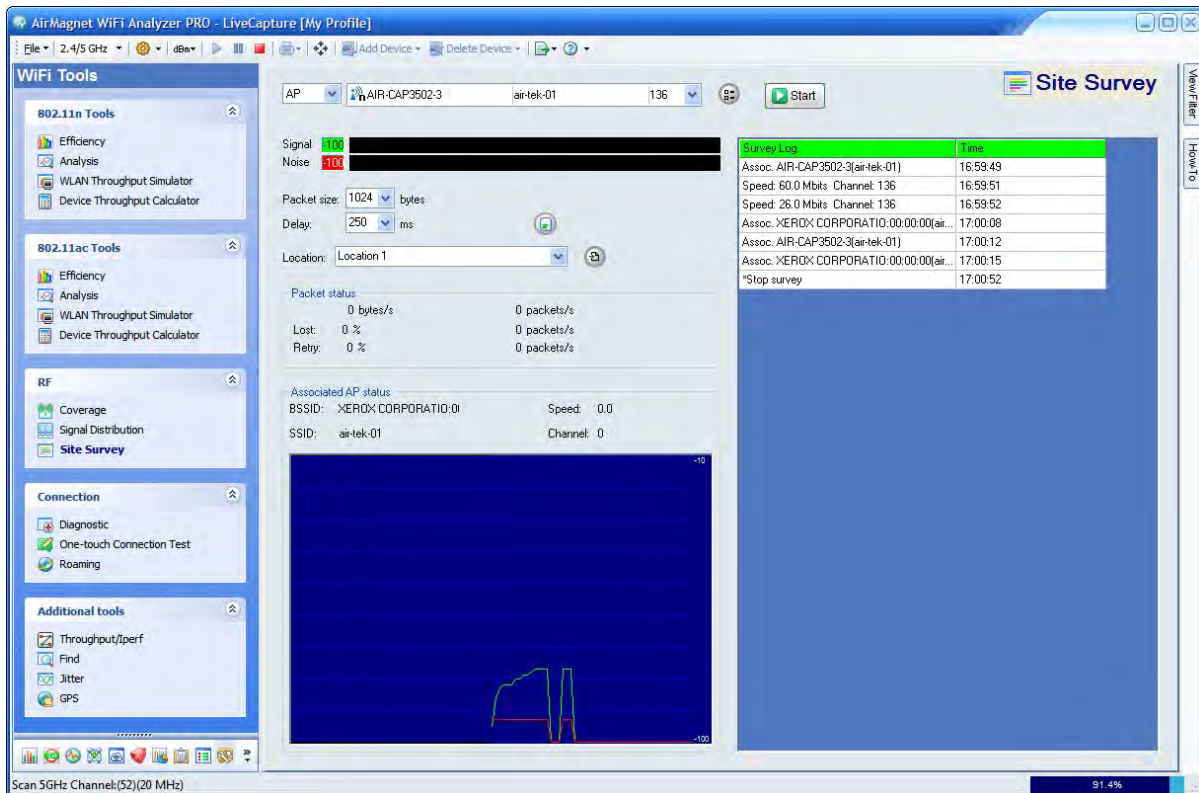 AirMagnet WiFi Analyzer PRO - LiveCapture [My Profile]
File 2.4/5 GHz dBm Add Device Delete Device
WiFi Tools
802.11n Tools
Efficiency
Analysis
WLAN Throughput Simulator
Device Throughput Calculator
802.11ac Tools
Efficiency
Analysis
WLAN Throughput Simulator
Device Throughput Calculator
RF
Coverage
Signal Distribution
Site Survey
Connection
Diagnostic
One-touch Connection Test
Roaming
Additional tools
Throughput/Iperf
Find
Jitter
GPS
Site Survey
AP AIR-CAP3502-3 air-tek-01 136 Start
Signal -100
Noise -100
Packet size: 1024 bytes
Delay: 250 ms
Location: Location 1
Packet status
0 bytes/s 0 packets/s
Lost: 0 % 0 packets/s
Retry: 0 % 0 packets/s
Associated AP status
BSSID: XEROX CORPORATIO:0 Speed: 0.0
SSID: air-tek-01 Channel: 0
-10
-100
Survey Log Time
Assoc. AIR-CAP3502-3(air-tek-01) 16:59:49
Speed: 60.0 Mbits Channel: 136 16:59:51
Speed: 26.0 Mbits Channel: 136 16:59:52
Assoc. XEROX CORPORATIO:00:00:00(air... 17:00:08
Assoc. AIR-CAP3502-3(air-tek-01) 17:00:12
Assoc. XEROX CORPORATIO:00:00:00(air... 17:00:15
*Stop survey 17:00:52
View Filter
How-To
Scan 5GHz Channel:(52)(20 MHz) 91.4%